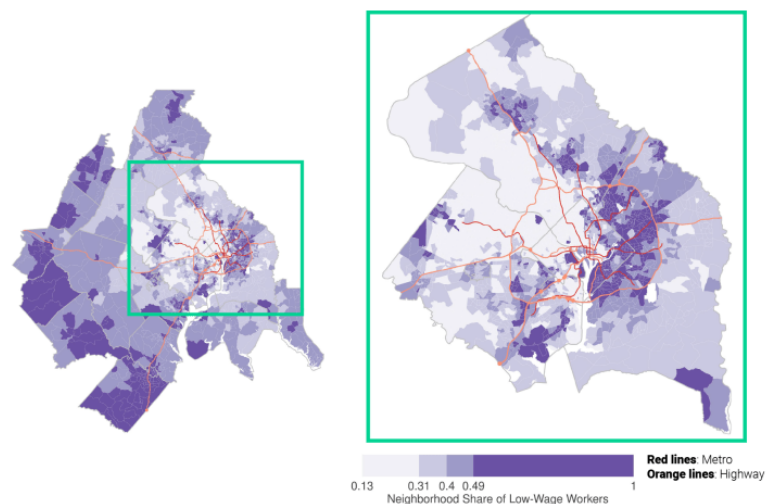 Red lines: Metro
Orange lines: Highway
0.13 0.31 0.4 0.49 1
Neighborhood Share of Low-Wage Workers